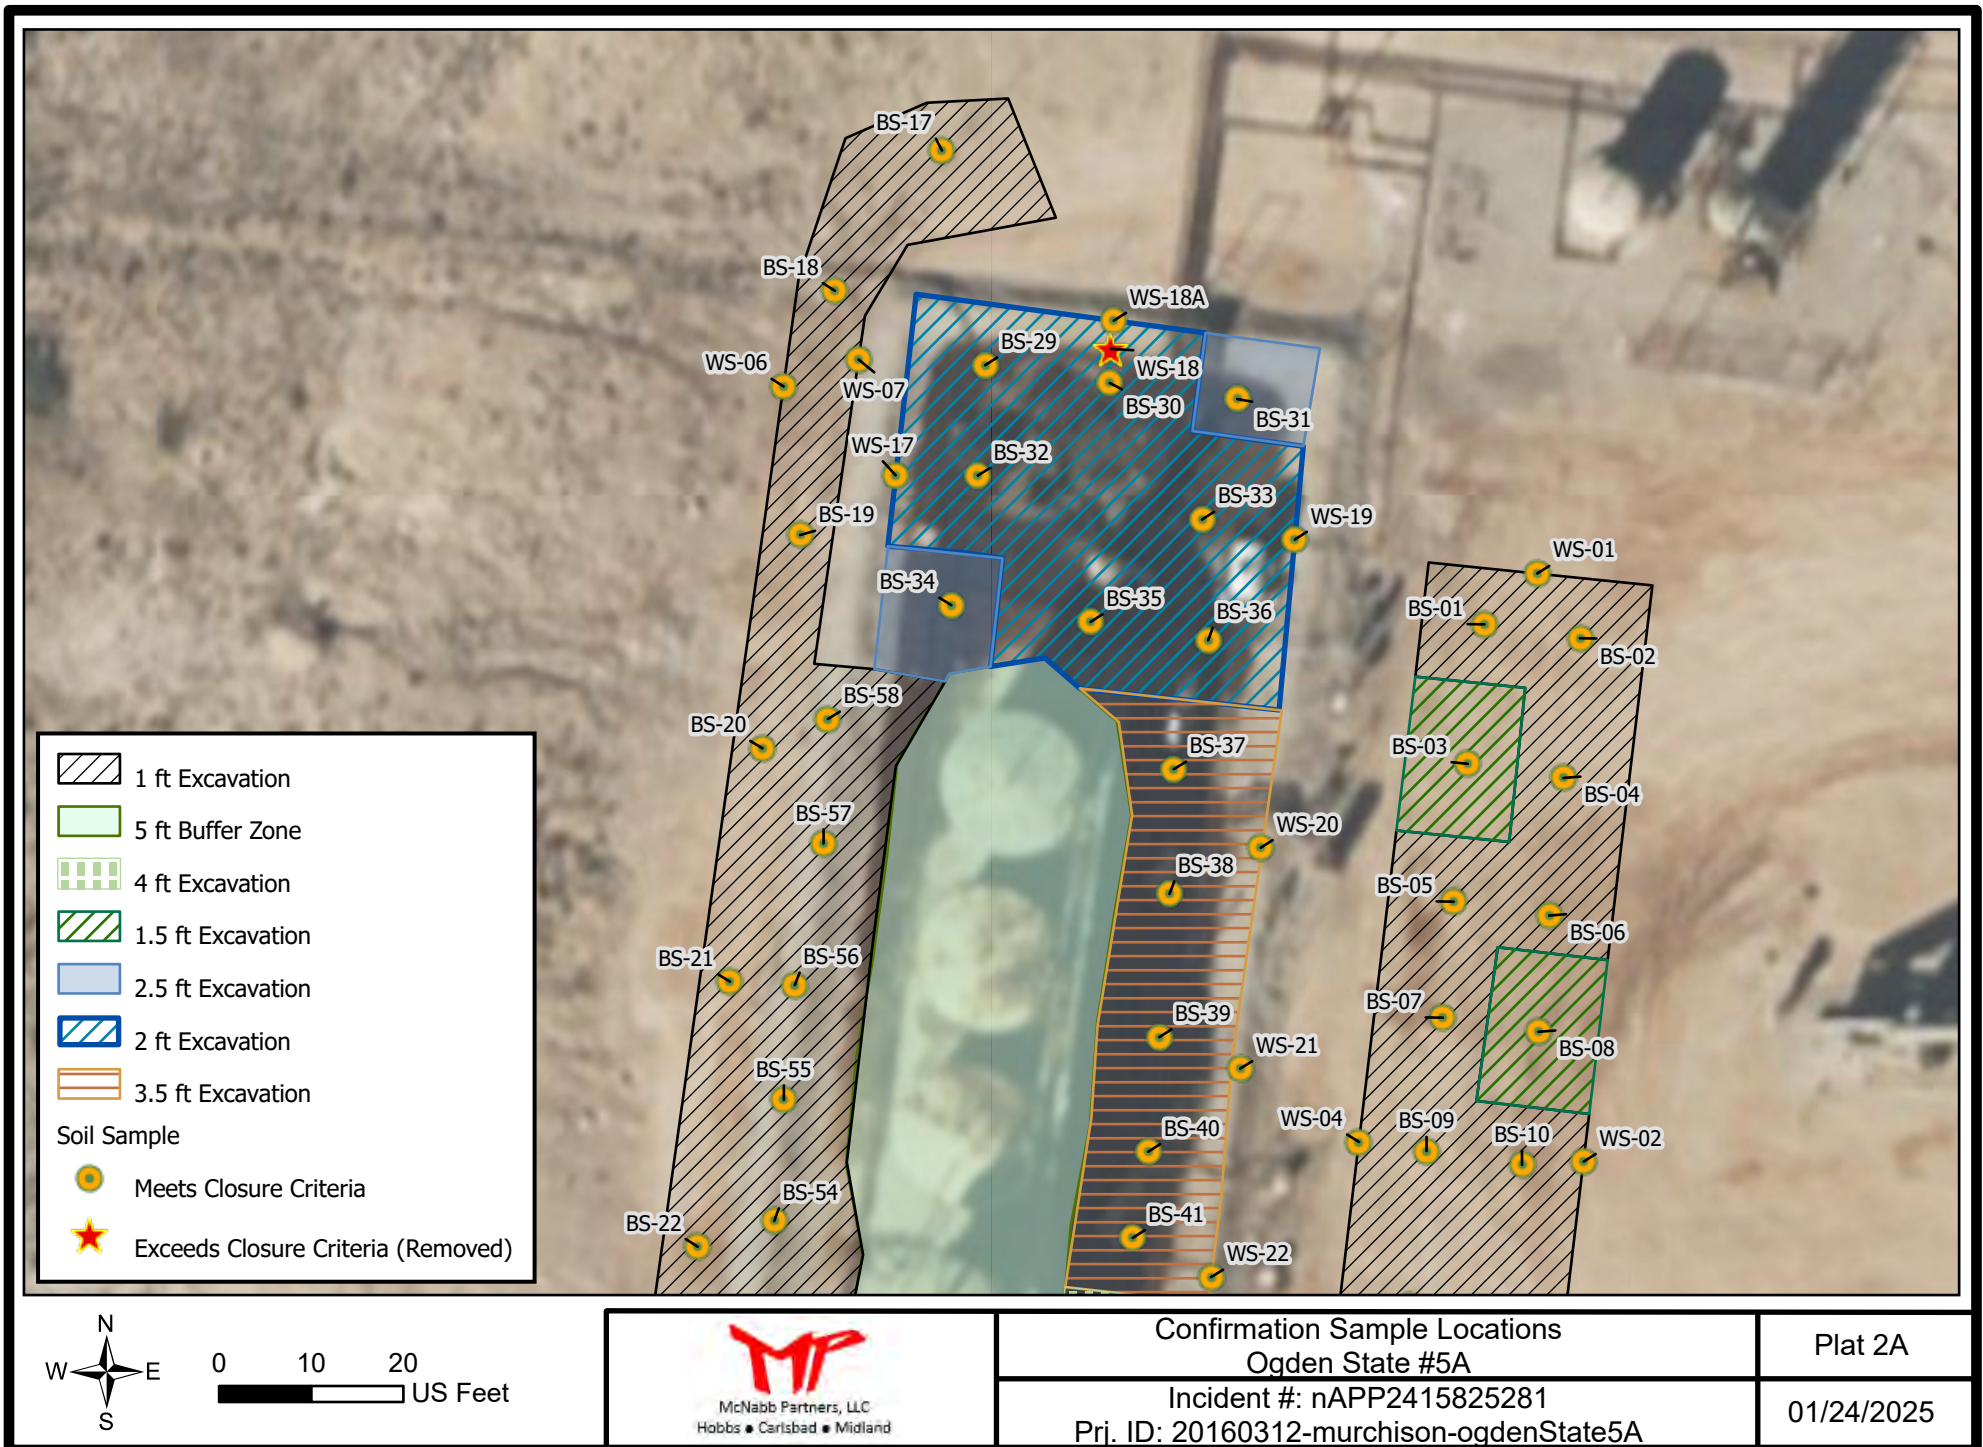 BS-17
BS-18
WS-18A
BS-29
WS-06
WS-18
WS-07
BS-30
BS-31
WS-17
BS-32
BS-33
BS-19
WS-19
WS-01
BS-34
BS-35
BS-36
BS-01
BS-02
BS-58
BS-20
BS-37
BS-03
BS-04
BS-57
WS-20
BS-38
BS-05
BS-06
BS-21
BS-56
BS-39
BS-07
WS-21
BS-08
BS-55
WS-04
BS-40
BS-09
BS-10
WS-02
BS-54
BS-22
BS-41
WS-22
1 ft Excavation
5 ft Buffer Zone
4 ft Excavation
1.5 ft Excavation
2.5 ft Excavation
2 ft Excavation
3.5 ft Excavation
Soil Sample
Meets Closure Criteria
Exceeds Closure Criteria (Removed)
N
W E
S
0 10 20
US Feet
McNabb Partners, LLC
Hobbs • Carlsbad • Midland
Confirmation Sample Locations
Ogden State #5A
Incident #: nAPP2415825281
Prj. ID: 20160312-murchison-ogdenState5A
Plat 2A
01/24/2025